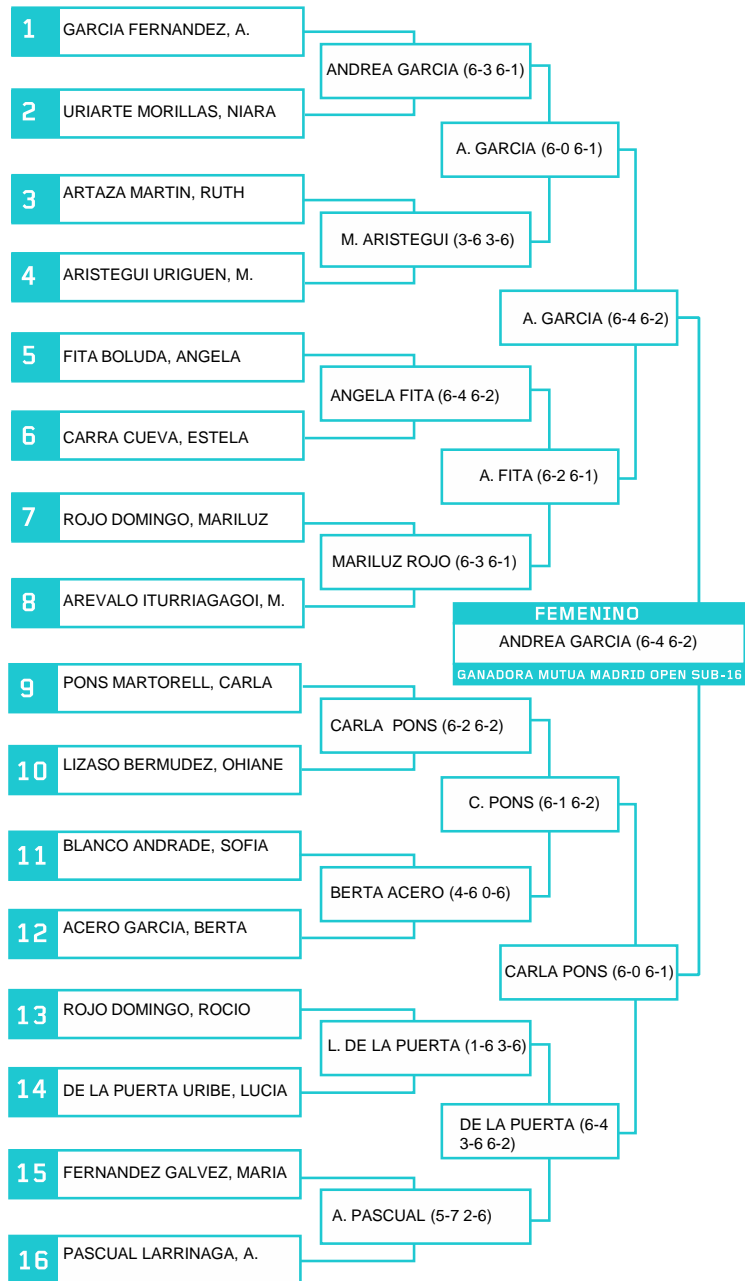 1
GARCIA FERNANDEZ, A.
ANDREA GARCIA (6-3 6-1)
2
URIARTE MORILLAS, NIARA
A. GARCIA (6-0 6-1)
3
ARTAZA MARTIN, RUTH
M. ARISTEGUI (3-6 3-6)
4
ARISTEGUI URIGUEN, M.
A. GARCIA (6-4 6-2)
5
FITA BOLUDA, ANGELA
ANGELA FITA (6-4 6-2)
6
CARRA CUEVA, ESTELA
A. FITA (6-2 6-1)
7
ROJO DOMINGO, MARILUZ
MARILUZ ROJO (6-3 6-1)
8
AREVALO ITURRIAGAGOI, M.
FEMENINO
ANDREA GARCIA (6-4 6-2)
GANADORA MUTUA MADRID OPEN SUB-16
9
PONS MARTORELL, CARLA
CARLA PONS (6-2 6-2)
10
LIZASO BERMUDEZ, OHIANE
C. PONS (6-1 6-2)
11
BLANCO ANDRADE, SOFIA
BERTA ACERO (4-6 0-6)
12
ACERO GARCIA, BERTA
CARLA PONS (6-0 6-1)
13
ROJO DOMINGO, ROCIO
L. DE LA PUERTA (1-6 3-6)
14
DE LA PUERTA URIBE, LUCIA
DE LA PUERTA (6-4
3-6 6-2)
15
FERNANDEZ GALVEZ, MARIA
A. PASCUAL (5-7 2-6)
16
PASCUAL LARRINAGA, A.